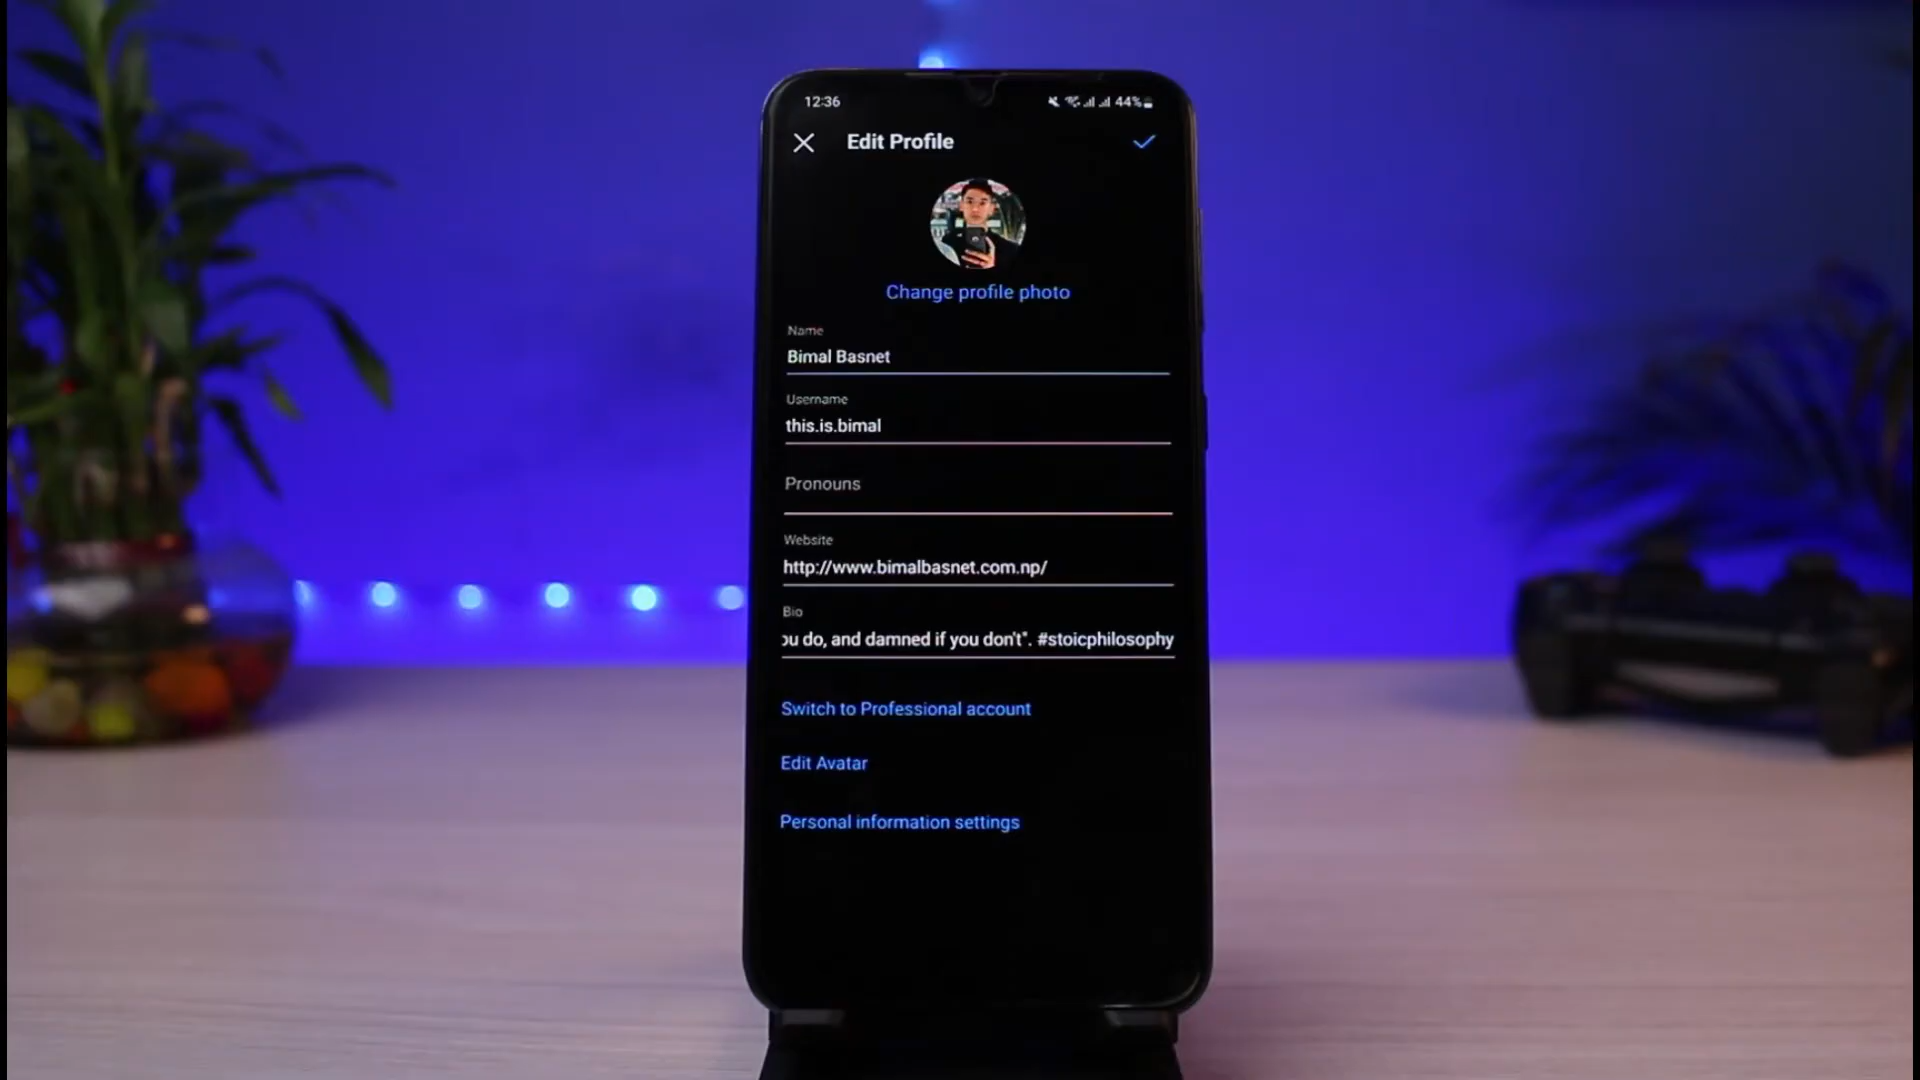 12:36
44%
Edit Profile
Change profile photo
Name
Bimal Basnet
Username
this.is.bimal
Pronouns
Website
http://www.bimalbasnet.com.np/
Bio
ou do, and damned if you don't". #stoicphilosophy
Switch to Professional account
Edit Avatar
Personal information settings